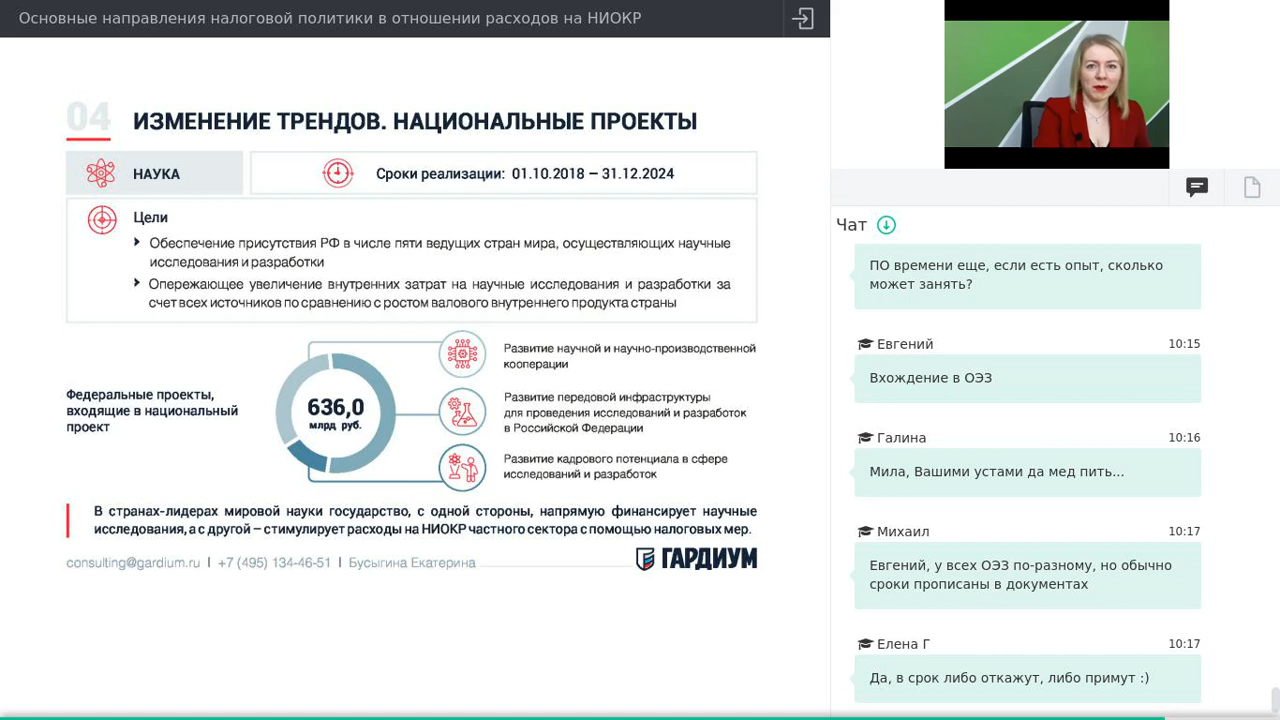 Основные направления налоговой политики в отношении расходов на НИОКР
04
ИЗМЕНЕНИЕ ТРЕНДОВ. НАЦИОНАЛЬНЫЕ ПРОЕКТЫ
НАУКА
Сроки реализации: 01.10.2018 – 31.12.2024
Цели
Обеспечение присутствия РФ в числе пяти ведущих стран мира, осуществляющих научные
исследования и разработки
Опережающее увеличение внутренних затрат на научные исследования и разработки за
счет всех источников по сравнению с ростом валового внутреннего продукта страны
Федеральные проекты,
входящие в национальный
проект
636,0
млрд руб.
Развитие научной и научно-производственной
кооперации
Развитие передовой инфраструктуры
для проведения исследований и разработок
в Российской Федерации
Развитие кадрового потенциала в сфере
исследований и разработок
В странах-лидерах мировой науки государство, с одной стороны, напрямую финансирует научные
исследования, а с другой – стимулирует расходы на НИОКР частного сектора с помощью налоговых мер.
consulting@gardium.ru | +7 (495) 134-46-51 | Бусыгина Екатерина
ГАРДИУМ
Чат
ПО времени еще, если есть опыт, сколько
может занять?
Евгений 10:15
Вхождение в ОЭЗ
Галина 10:16
Мила, Вашими устами да мед пить...
Михаил 10:17
Евгений, у всех ОЭЗ по-разному, но обычно
сроки прописаны в документах
Елена Г 10:17
Да, в срок либо откажут, либо примут :)